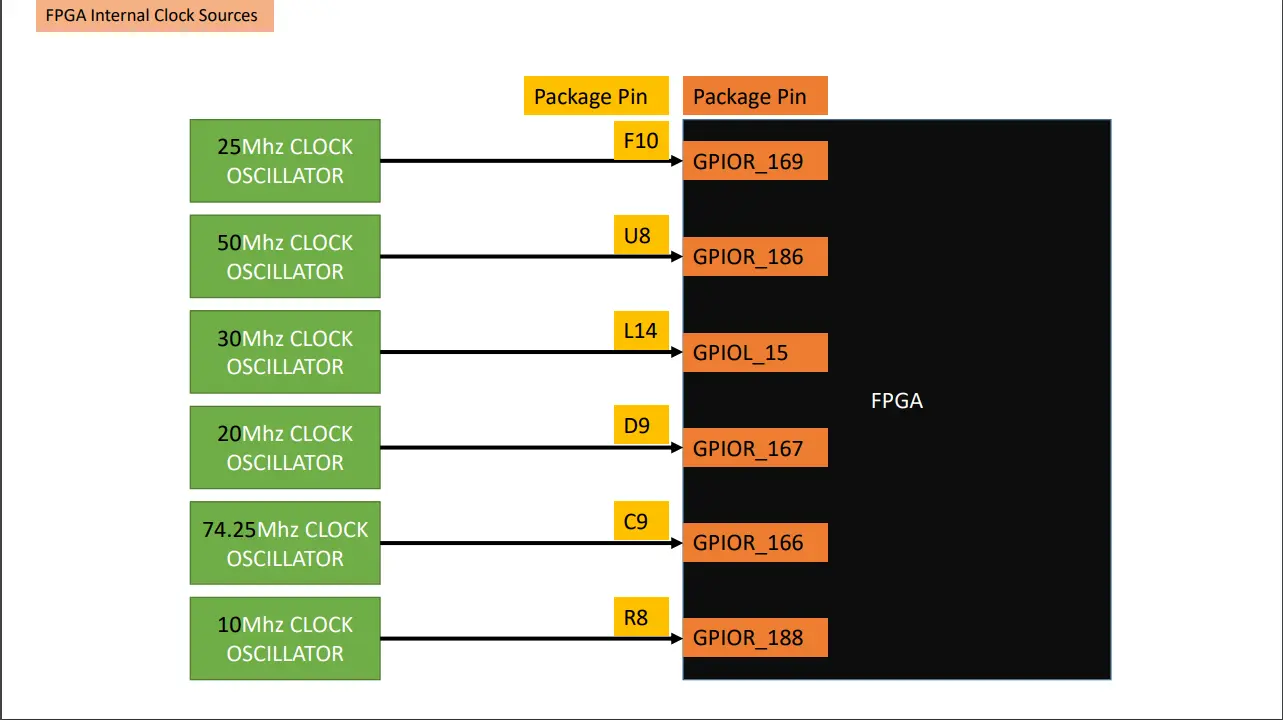 FPGA Internal Clock Sources
Package Pin
Package Pin
25Mhz CLOCK
OSCILLATOR
F10
GPIOR_169
50Mhz CLOCK
OSCILLATOR
U8
GPIOR_186
30Mhz CLOCK
OSCILLATOR
L14
GPIOL_15
FPGA
20Mhz CLOCK
OSCILLATOR
D9
GPIOR_167
74.25Mhz CLOCK
OSCILLATOR
C9
GPIOR_166
10Mhz CLOCK
OSCILLATOR
R8
GPIOR_188